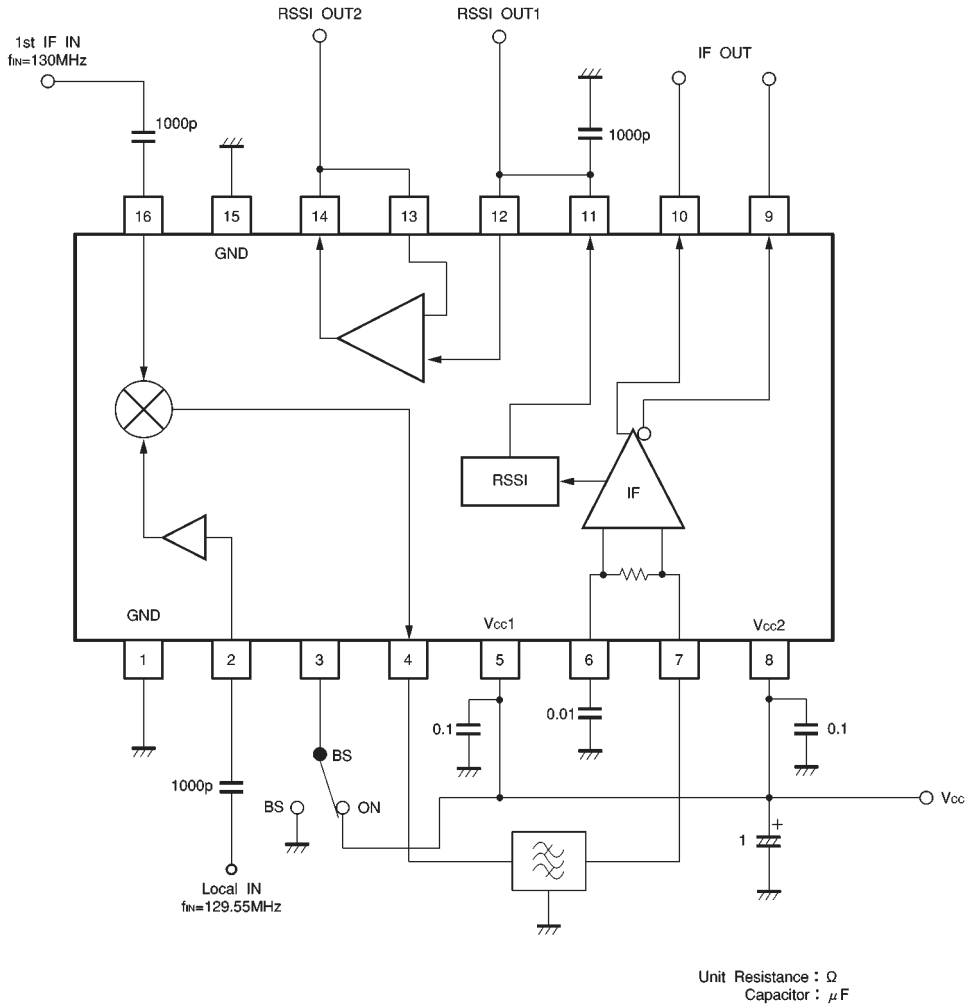 RSSI OUT2
RSSI OUT1
1st IF IN
fIN=130MHz
IF OUT
1000p
1000p
16
15
14
13
12
11
10
9
GND
RSSI
IF
GND
Vcc1
Vcc2
1
2
3
4
5
6
7
8
0.1
0.01
0.1
BS
1000p
BS
ON
Vcc
+
1
Local IN
fIN=129.55MHz
Unit Resistance : Ω
Capacitor : μF